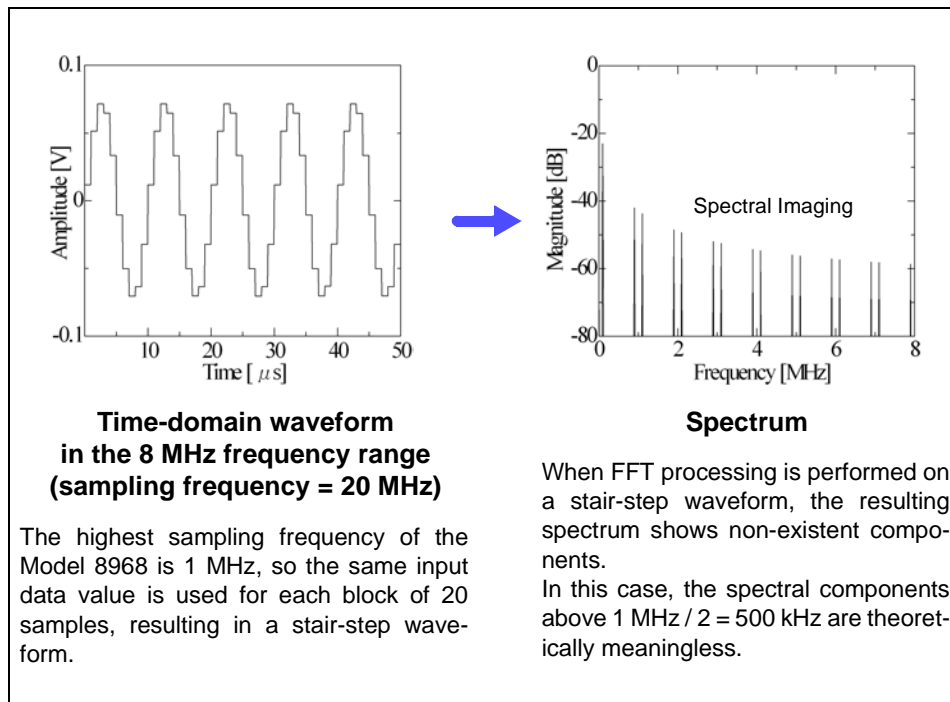 0.1
0
-0.1
Amplitude [V]
10 20 30 40 50
Time [ μs]
0
-20
-40
-60
-80
Magnitude [dB]
Spectral Imaging
0 2 4 6 8
Frequency [MHz]
Time-domain waveform
in the 8 MHz frequency range
(sampling frequency = 20 MHz)
The highest sampling frequency of the
Model 8968 is 1 MHz, so the same input
data value is used for each block of 20
samples, resulting in a stair-step wave-
form.
Spectrum
When FFT processing is performed on
a stair-step waveform, the resulting
spectrum shows non-existent compo-
nents.
In this case, the spectral components
above 1 MHz / 2 = 500 kHz are theoret-
ically meaningless.